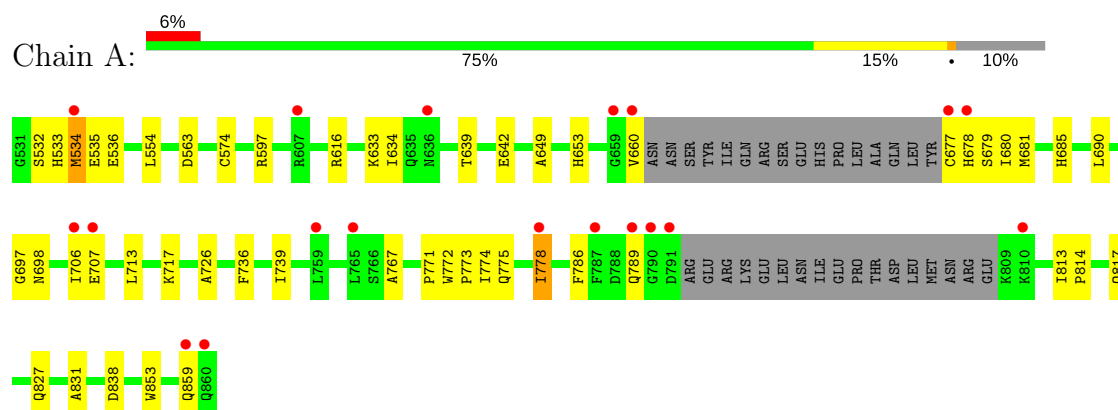 6%
Chain A:
75% 15% • 10%
G531 S532 H533 M534 E535 E536 L554 D563 C574 R597 R607 R616 K633 I634 Q635 N636 T639 E642 A649 H653 G659 V660 ASN ASN SER TYR ILE GLN ARG SER GLU HIS PRO LEU ALA GLN LEU TYR C677 H678 S679 I680 M681 H685 L690
G697 N698 I706 E707 L713 K717 A726 F736 I739 L759 L765 S766 A767 P771 W772 P773 I774 Q775 I778 F786 F787 D788 Q789 G790 D791 ARG GLU ARG LYS GLU LEU ASN ILE GLU PRO PRO THR ASP LEU MET ASN ARG GLU K809 K810 I813 P814 Q817
Q827 A831 D838 W853 Q859 Q860